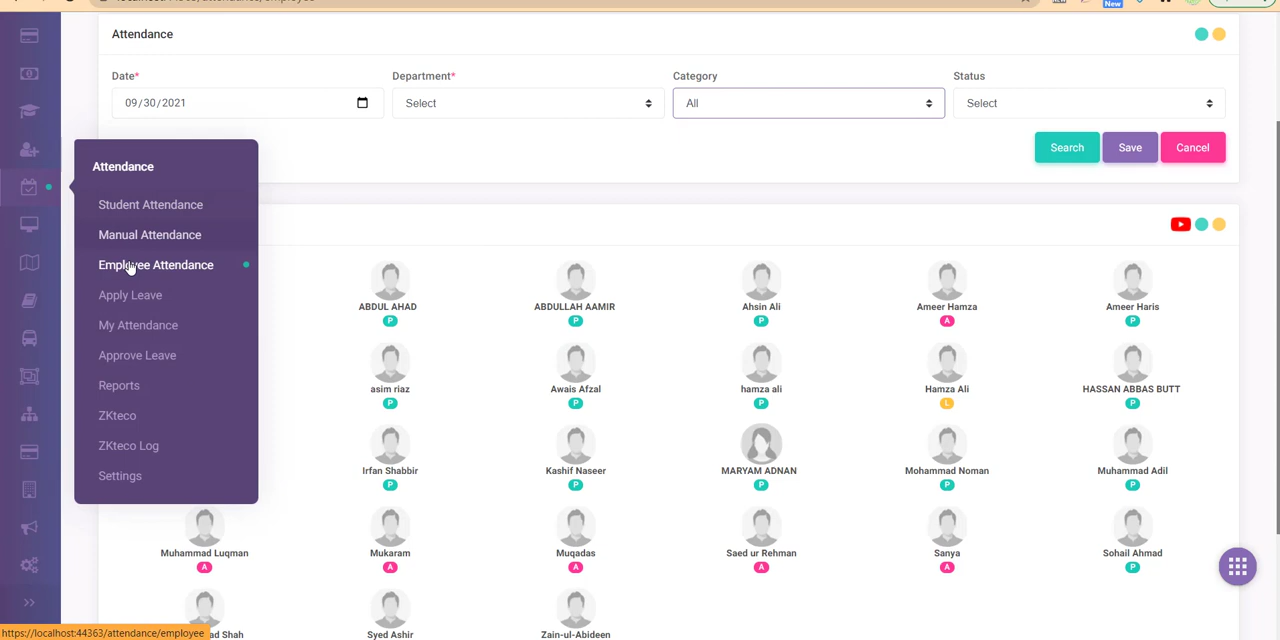 New
Attendance
Date* Department* Category Status
09/30/2021 Select All Select
Search Save Cancel
Attendance
Student Attendance
Manual Attendance
Employee Attendance
Apply Leave
My Attendance
Approve Leave
Reports
ZKteco
ZKteco Log
Settings
ABDUL AHAD ABDULLAH AAMIR Ahsin Ali Ameer Hamza Ameer Haris
P P P A P
asim riaz Awais Afzal hamza ali Hamza Ali HASSAN ABBAS BUTT
P P P L P
Irfan Shabbir Kashif Naseer MARYAM ADNAN Mohammad Noman Muhammad Adil
P P P P P
Muhammad Luqman Mukaram Muqadas Saed ur Rehman Sanya Sohail Ahmad
A A A A A P
Shah Syed Ashir Zain-ul-Abideen
https://localhost:44363/attendance/employee